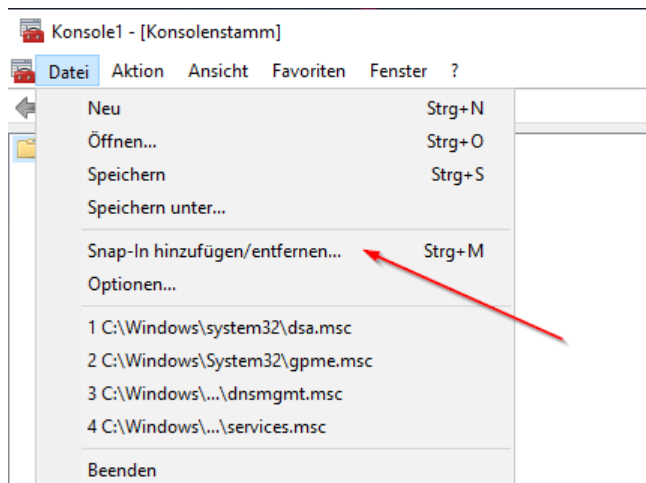 Konsole1 - [Konsolenstamm]
Datei Aktion Ansicht Favoriten Fenster ?
Neu Strg+N
Öffnen... Strg+O
Speichern Strg+S
Speichern unter...
Snap-In hinzufügen/entfernen... Strg+M
Optionen...
1 C:\Windows\system32\dsa.msc
2 C:\Windows\System32\gpme.msc
3 C:\Windows\...\dnsmgmt.msc
4 C:\Windows\...\services.msc
Beenden